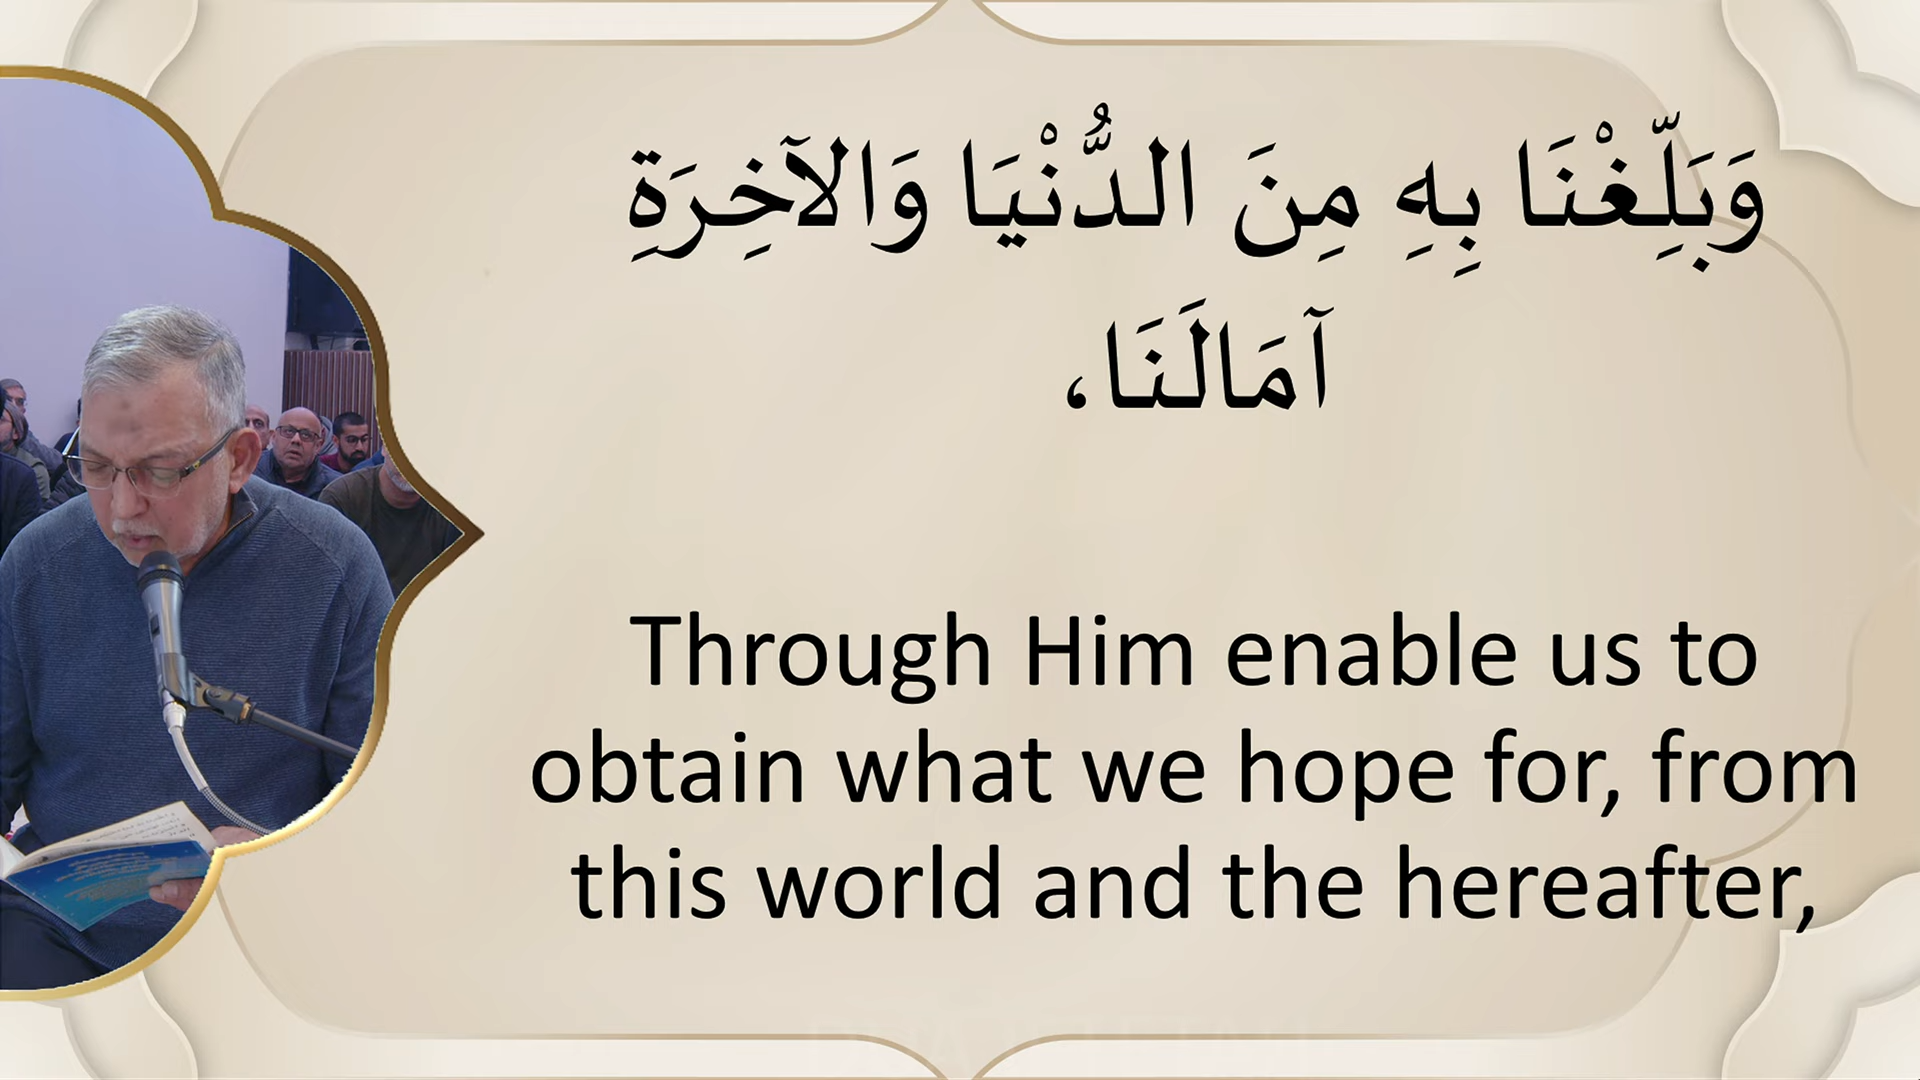 وَبَلِّغْنَا بِهِ مِنَ الدُّنْيَا وَالآخِرَةِ
آمَالَنَا،
Through Him enable us to
obtain what we hope for, from
this world and the hereafter,